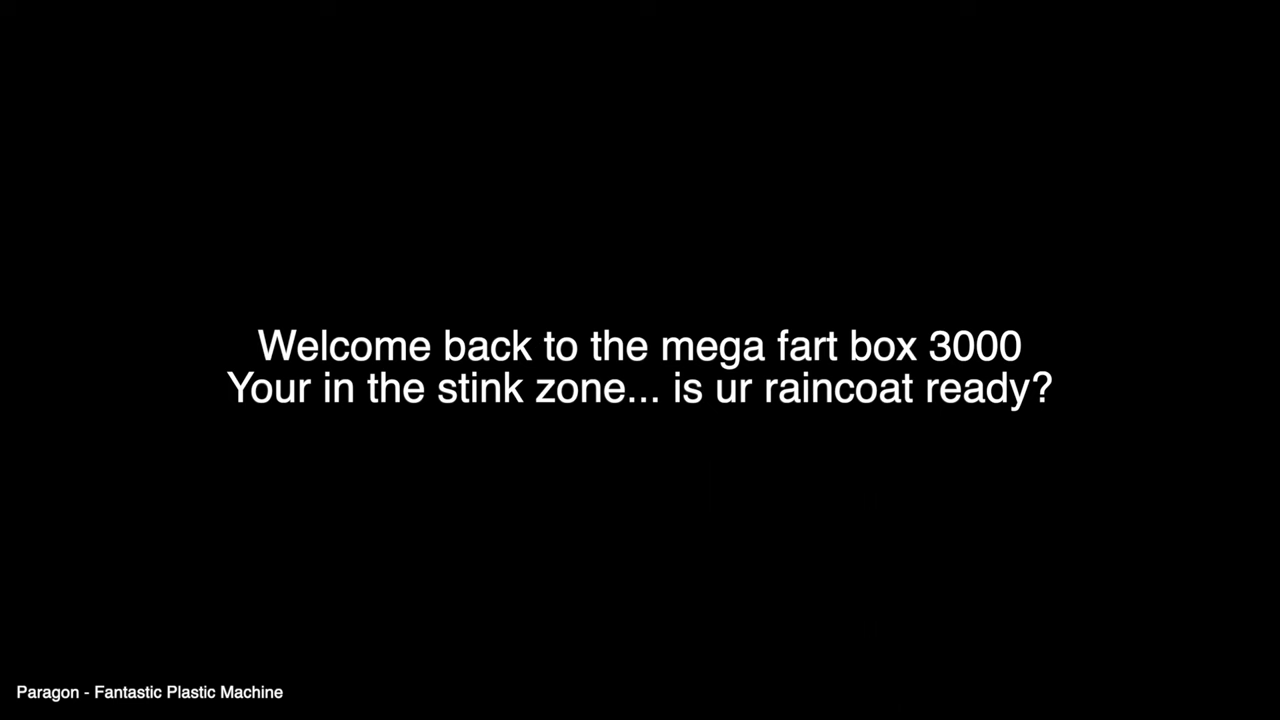 Welcome back to the mega fart box 3000
Your in the stink zone... is ur raincoat ready?
Paragon - Fantastic Plastic Machine